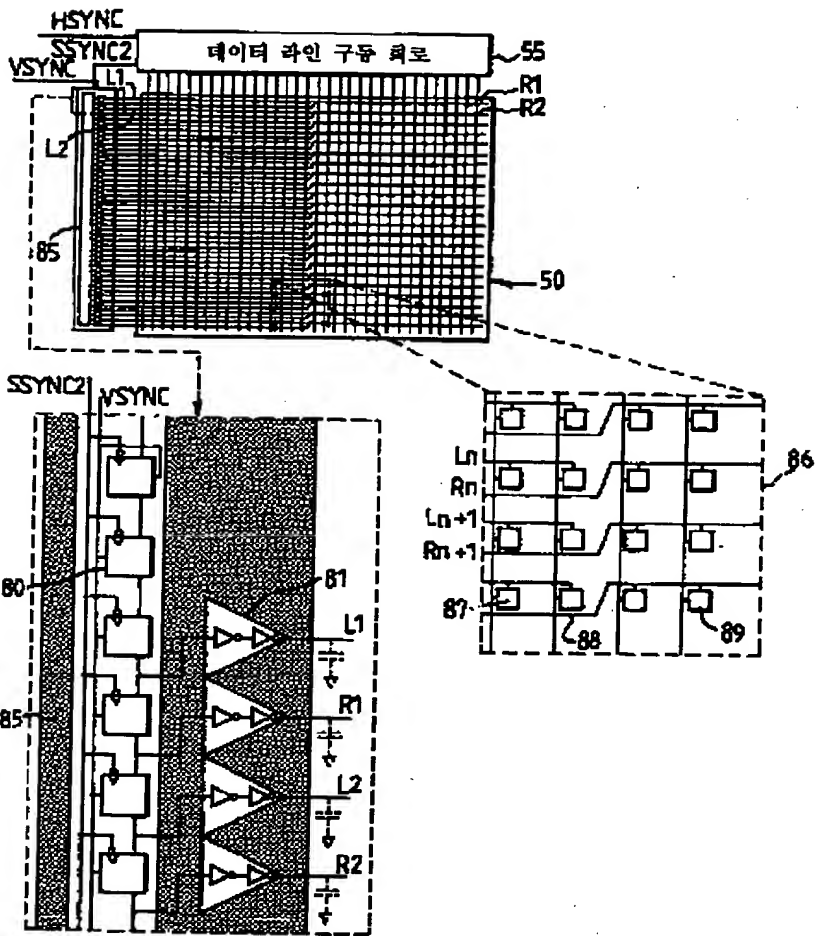 HSYNC
SSYNC2
VSYNC
데이터 라인 구동 회로
55
L1
R1
R2
L2
85
50
SSYNC2
VSYNC
80
81
L1
85
R1
L2
R2
Ln
Rn
Ln+1
Rn+1
86
87
88
89